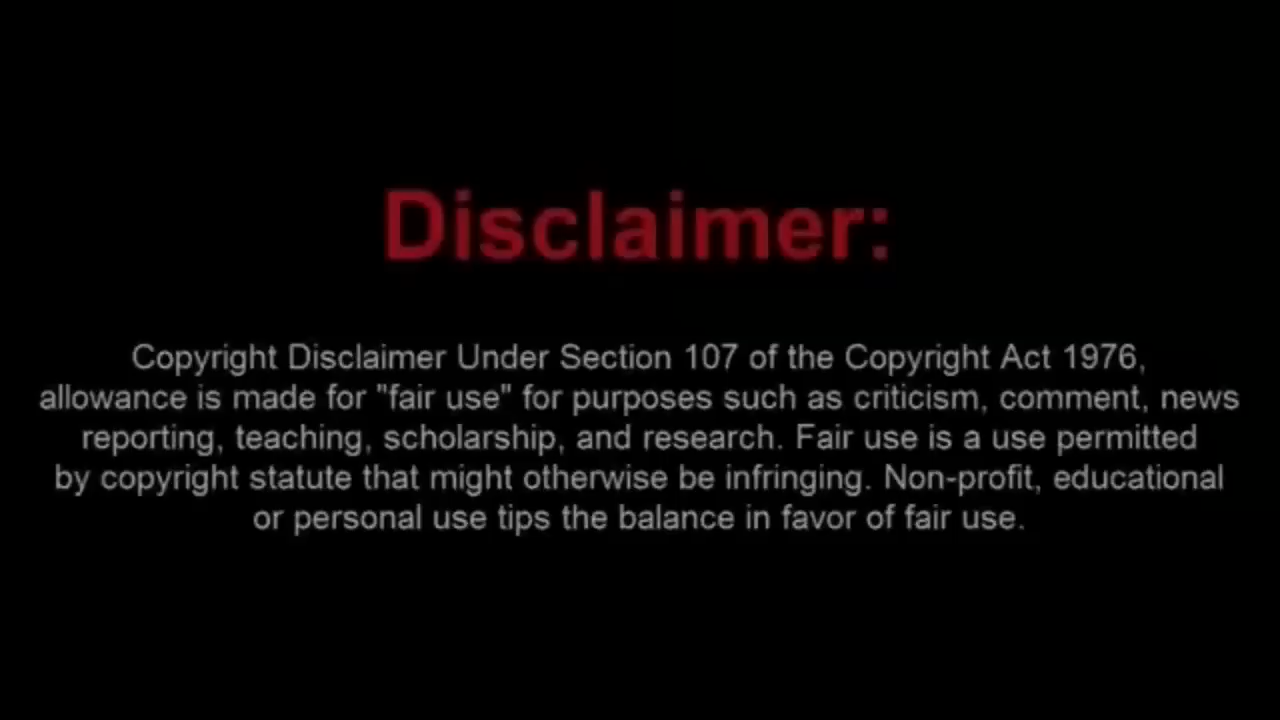 Disclaimer:
Copyright Disclaimer Under Section 107 of the Copyright Act 1976,
allowance is made for "fair use" for purposes such as criticism, comment, news
reporting, teaching, scholarship, and research. Fair use is a use permitted
by copyright statute that might otherwise be infringing. Non-profit, educational
or personal use tips the balance in favor of fair use.